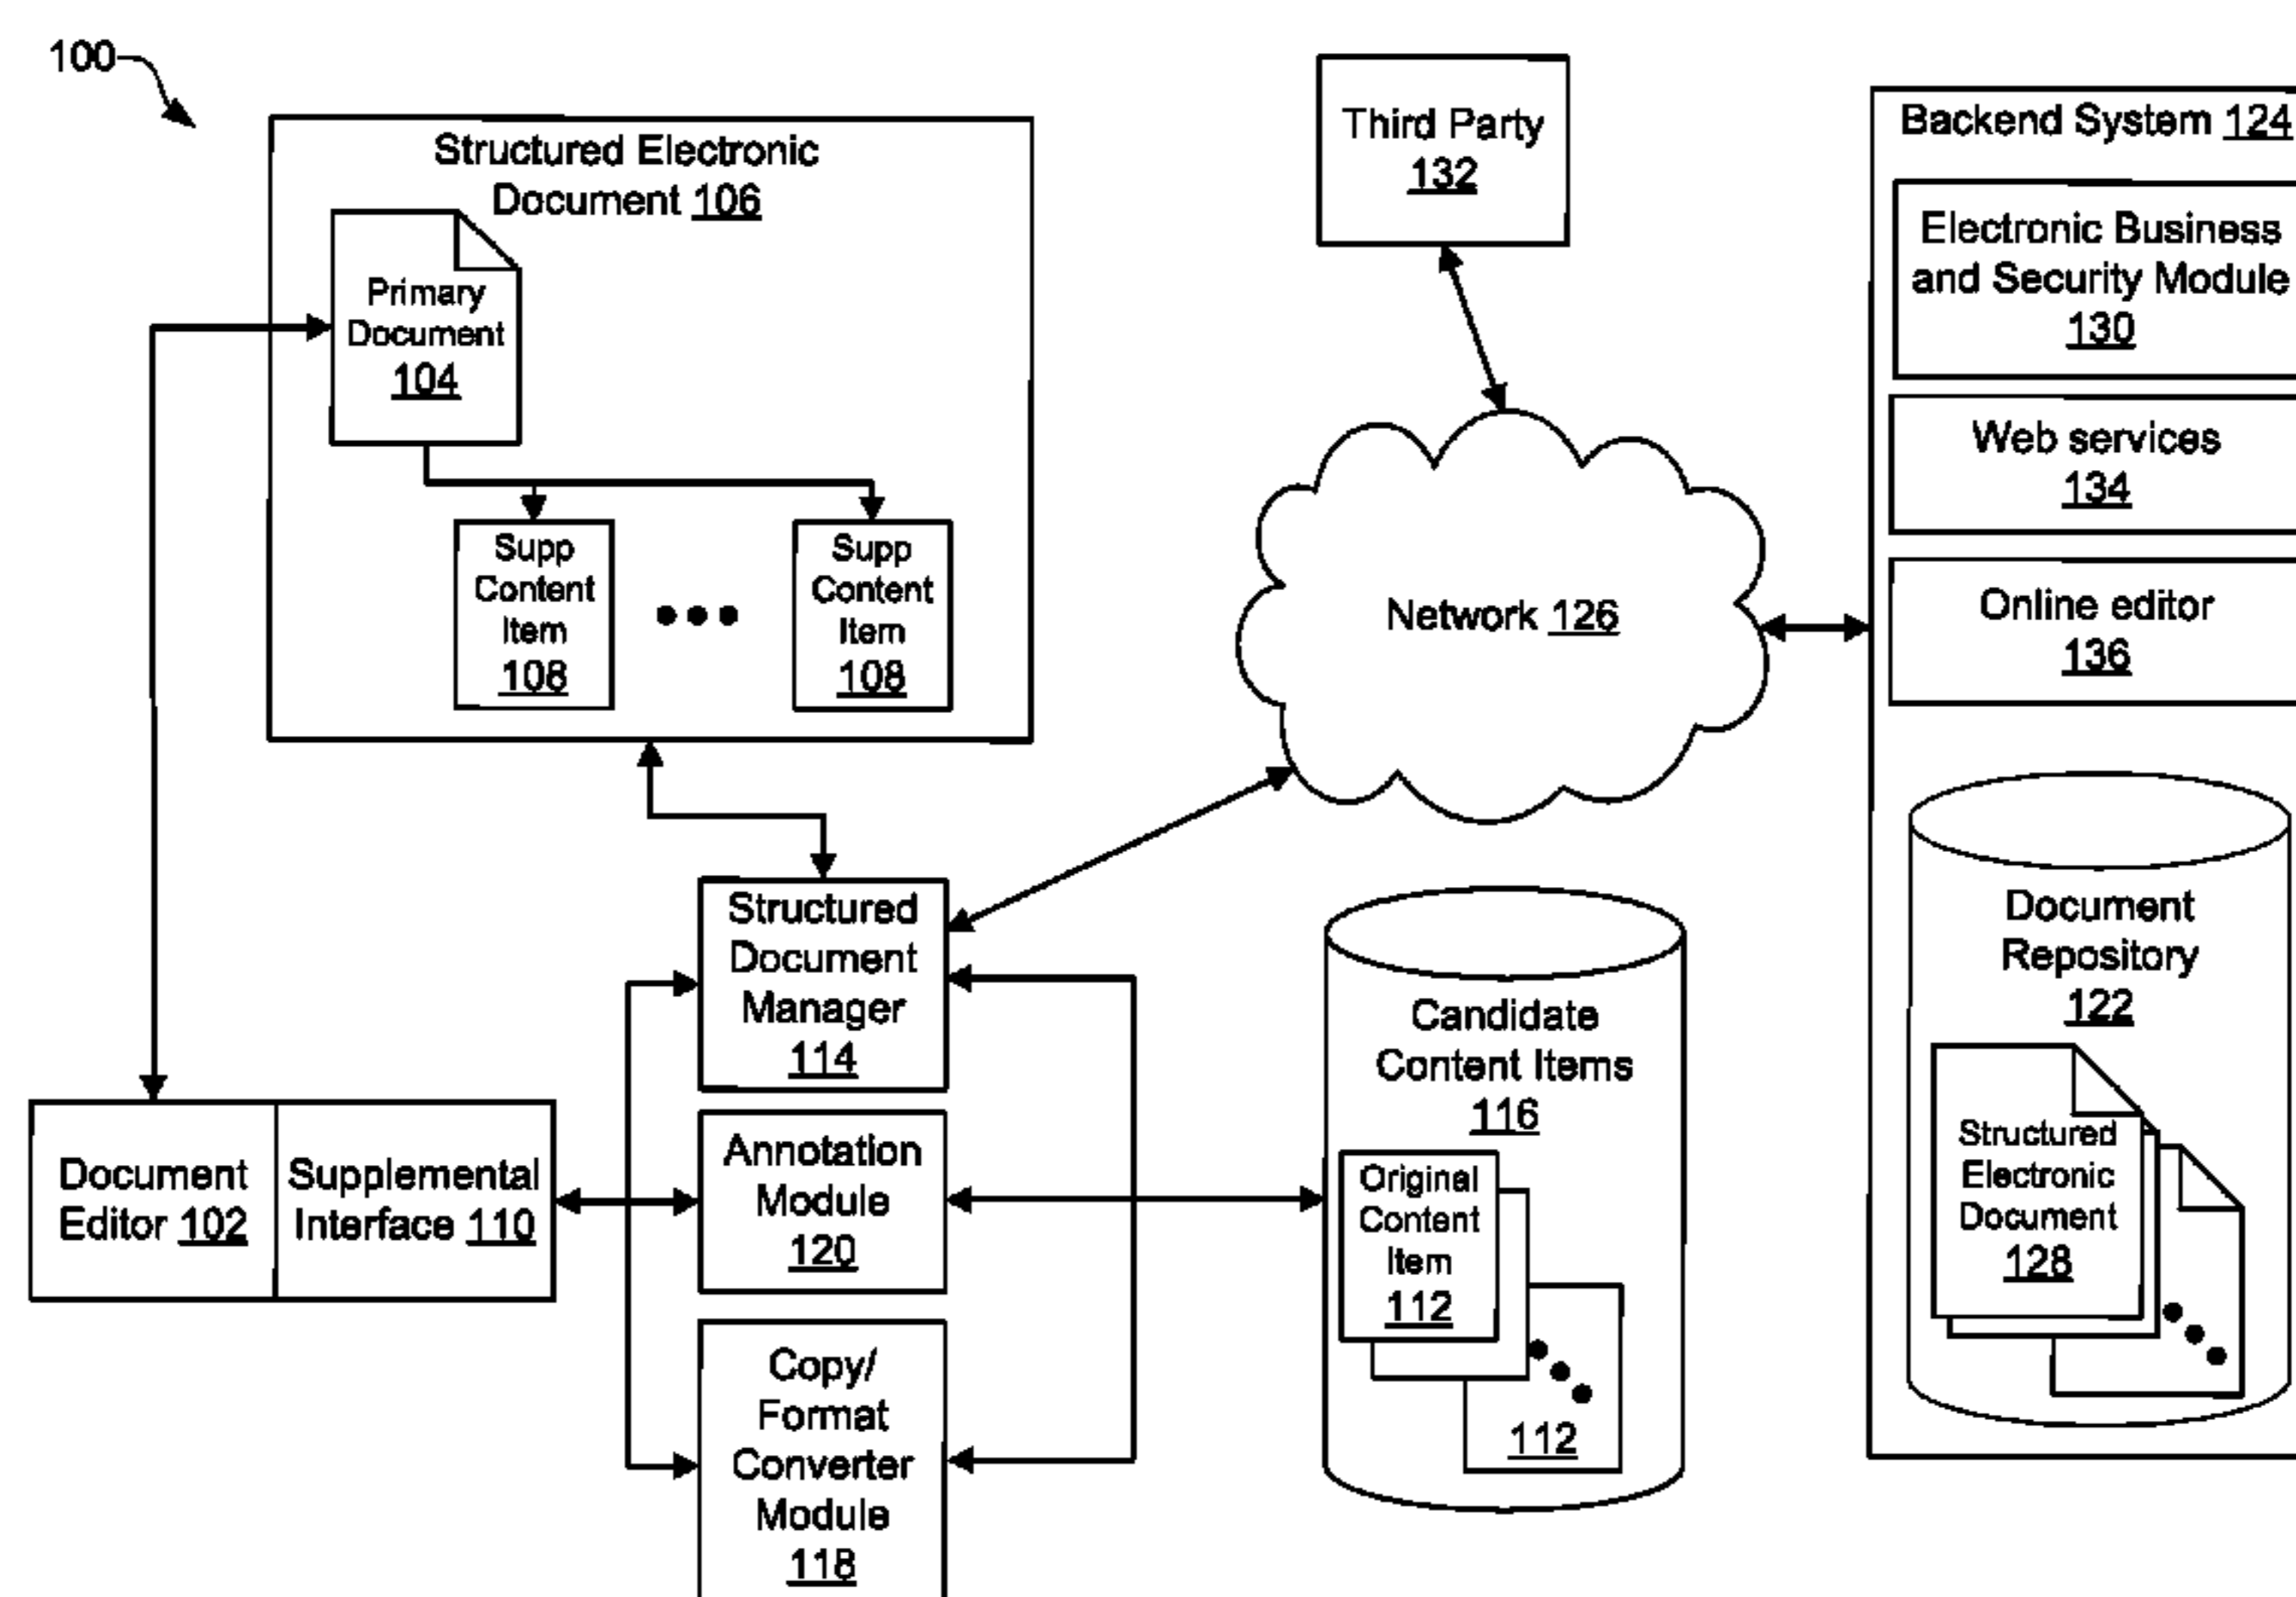 100
Structured Electronic
Document 106
Primary
Document
104
Supp
Content
Item
108
Supp
Content
Item
108
Third Party
132
Network 126
Backend System 124
Electronic Business
and Security Module
130
Web services
134
Online editor
136
Document
Repository
122
Structured
Electronic
Document
128
Structured
Document
Manager
114
Document
Editor 102
Supplemental
Interface 110
Annotation
Module
120
Copy/
Format
Converter
Module
118
Candidate
Content Items
116
Original
Content
Item
112
112